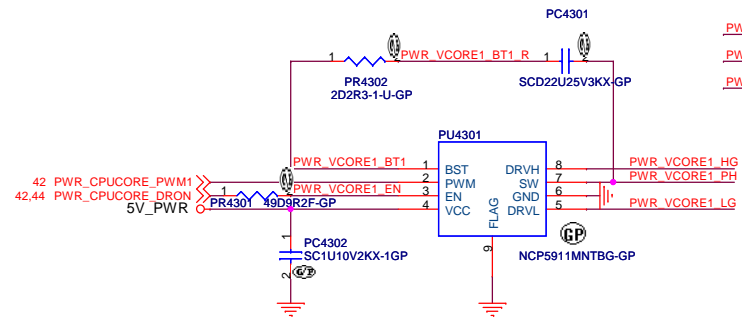 PC4301
PW
1
2
PWR_VCORE1_BT1_R
1
2
PW
PR4302
2D2R3-1-U-GP
SCD22U25V3KX-GP
PW
PU4301
PWR_VCORE1_BT1
1
BST
DRVH
8
PWR_VCORE1_HG
42 PWR_CPUCORE_PWM1
2
PWM
SW
7
PWR_VCORE1_PH
42,44 PWR_CPUCORE_DRON
1
2
PWR_VCORE1_EN
3
EN
GND
6
PR4301
49D9R2F-GP
5V_PWR
4
VCC
DRVL
5
PWR_VCORE1_LG
FLAG
9
GP
1
PC4302
SC1U10V2KX-1GP
2
NCP5911MNTBG-GP